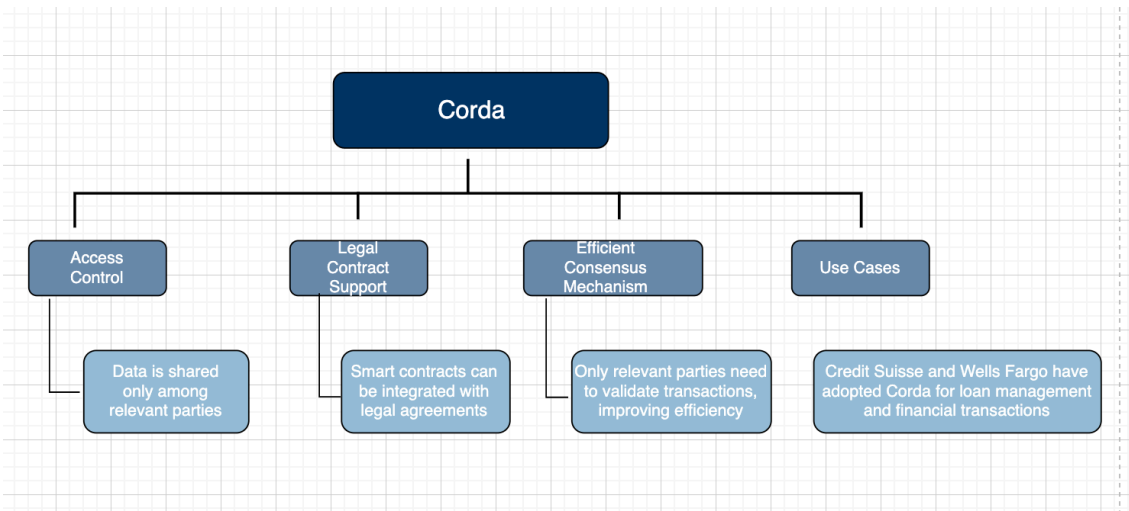 Corda
Access
Control
Legal
Contract
Support
Efficient
Consensus
Mechanism
Use Cases
Data is shared
only among
relevant parties
Smart contracts can
be integrated with
legal agreements
Only relevant parties need
to validate transactions,
improving efficiency
Credit Suisse and Wells Fargo have
adopted Corda for loan management
and financial transactions